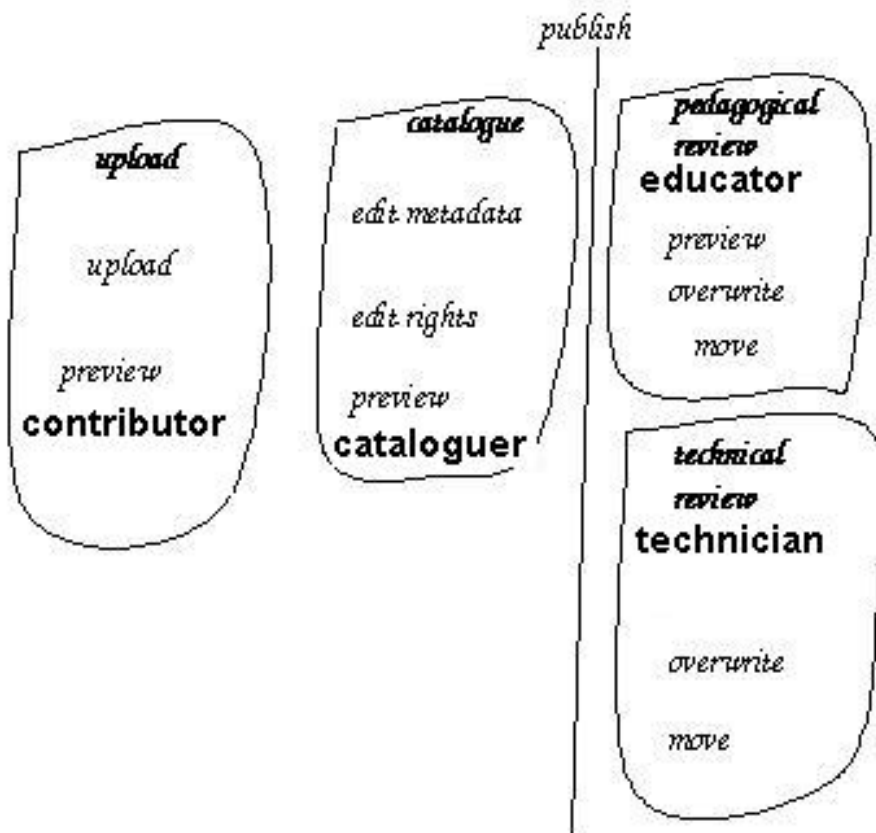 publish
upload
upload
preview
contributor
catalogue
edit metadata
edit rights
preview
cataloguer
pedagogical
review
educator
preview
overwrite
move
technical
review
technician
overwrite
move